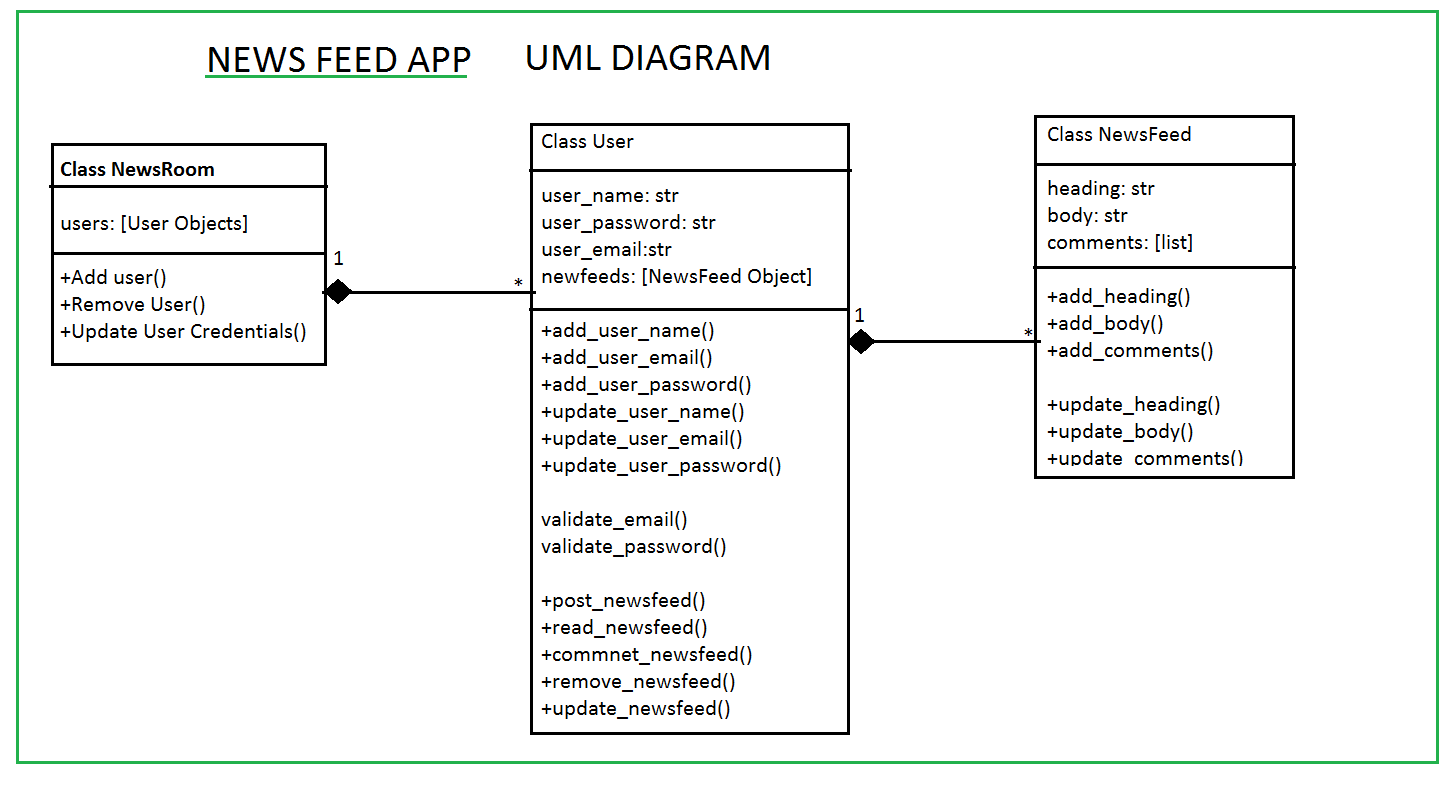 NEWS FEED APP UML DIAGRAM
Class NewsRoom
users: [User Objects]
+Add user()
+Remove User()
+Update User Credentials()
1
*
Class User
user_name: str
user_password: str
user_email:str
newfeeds: [NewsFeed Object]
+add_user_name()
+add_user_email()
+add_user_password()
+update_user_name()
+update_user_email()
+update_user_password()
validate_email()
validate_password()
+post_newsfeed()
+read_newsfeed()
+commnet_newsfeed()
+remove_newsfeed()
+update_newsfeed()
1
*
Class NewsFeed
heading: str
body: str
comments: [list]
+add_heading()
+add_body()
+add_comments()
+update_heading()
+update_body()
+update_comments()